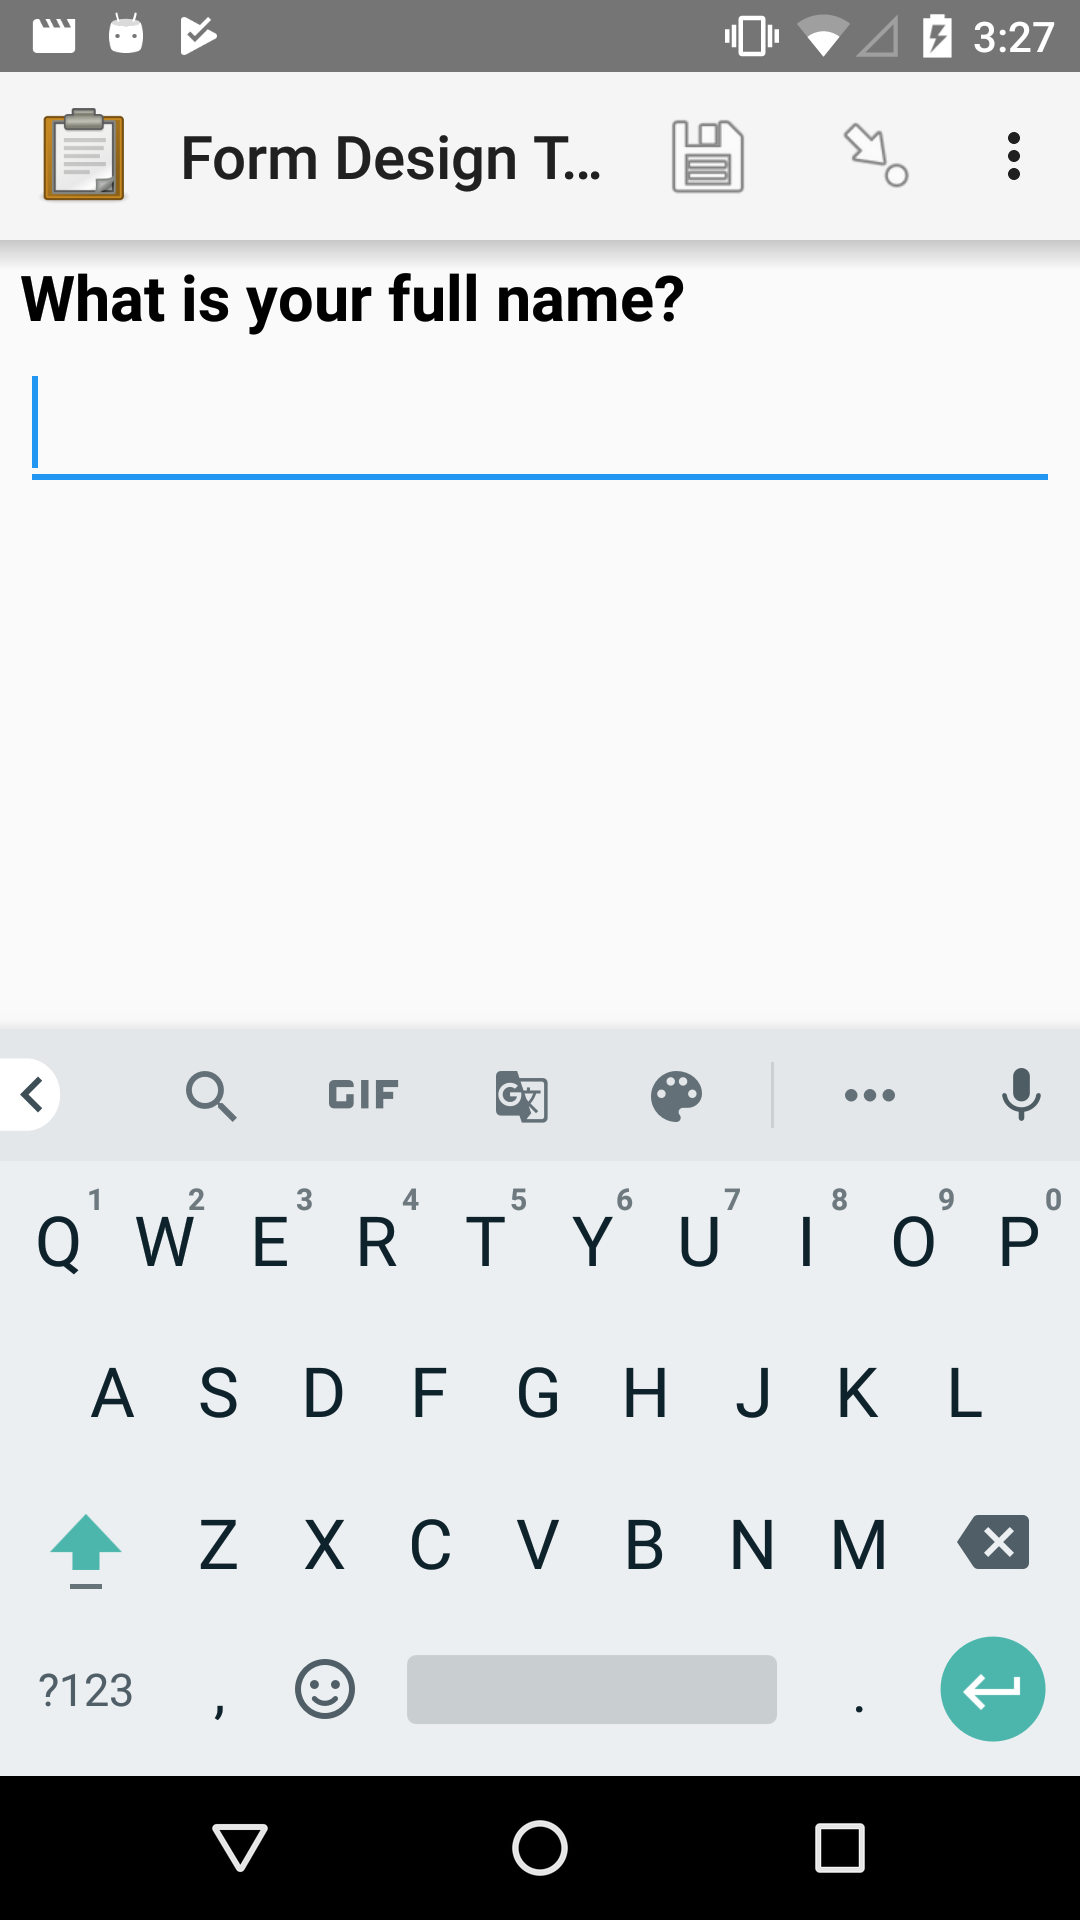 3:27
Form Design T...
What is your full name?
GIF
G 文
1 2 3 4 5 6 7 8 9 0
Q W E R T Y U I O P
A S D F G H J K L
Z X C V B N M
?123 , .